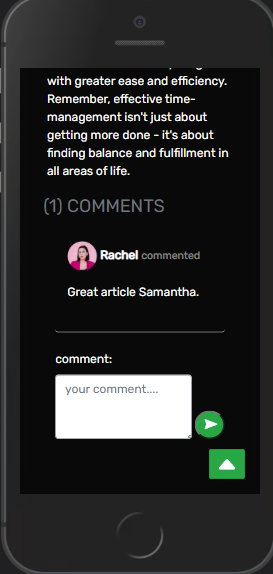 with greater ease and efficiency.
Remember, effective time-
management isn't just about
getting more done - it's about
finding balance and fulfillment in
all areas of life.
(1) COMMENTS
Rachel commented
Great article Samantha.
comment:
your comment....